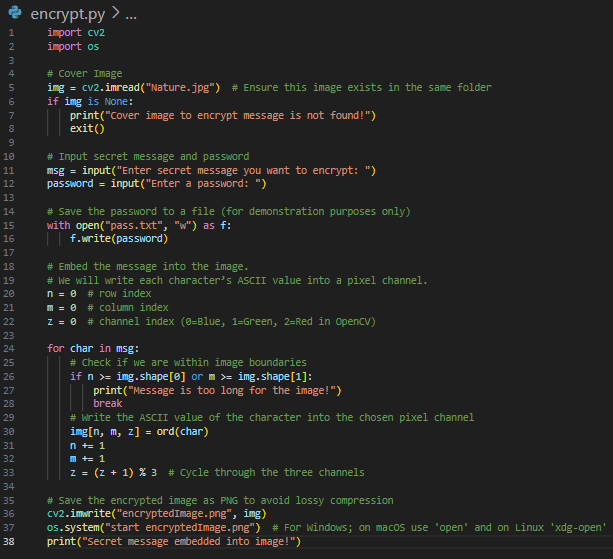 encrypt.py > ...
1 import cv2
2 import os
3
4 # Cover Image
5 img = cv2.imread("Nature.jpg")  # Ensure this image exists in the same folder
6 if img is None:
7     print("Cover image to encrypt message is not found!")
8     exit()
9
10 # Input secret message and password
11 msg = input("Enter secret message you want to encrypt: ")
12 password = input("Enter a password: ")
13
14 # Save the password to a file (for demonstration purposes only)
15 with open("pass.txt", "w") as f:
16     f.write(password)
17
18 # Embed the message into the image.
19 # We will write each character's ASCII value into a pixel channel.
20 n = 0  # row index
21 m = 0  # column index
22 z = 0  # channel index (0=Blue, 1=Green, 2=Red in OpenCV)
23
24 for char in msg:
25     # Check if we are within image boundaries
26     if n >= img.shape[0] or m >= img.shape[1]:
27         print("Message is too long for the image!")
28         break
29     # Write the ASCII value of the character into the chosen pixel channel
30     img[n, m, z] = ord(char)
31     n += 1
32     m += 1
33     z = (z + 1) % 3  # Cycle through the three channels
34
35 # Save the encrypted image as PNG to avoid lossy compression
36 cv2.imwrite("encryptedImage.png", img)
37 os.system("start encryptedImage.png")  # For Windows; on macOS use 'open' and on Linux 'xdg-open'
38 print("Secret message embedded into image!")